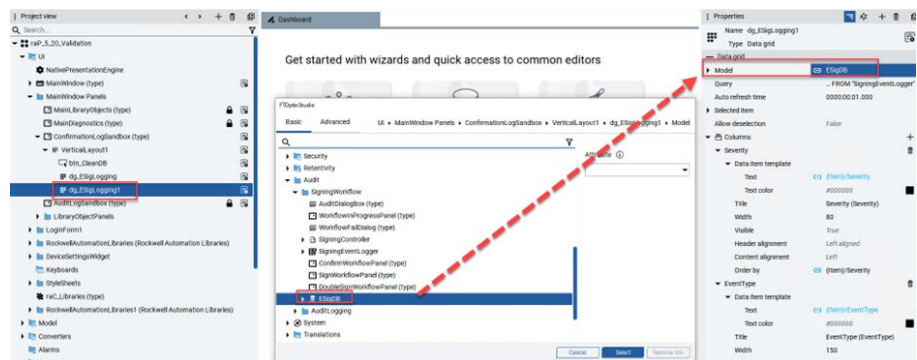 Project view
Search...
raP_5_20_Validation
UI
NativePresentationEngine
MainWindow (type)
MainWindow Panels
MainLibraryObjects (type)
MainDiagnostics (type)
ConfirmationLogSandbox (type)
VerticalLayout1
btn_CleanDB
dg_ESigLogging
dg_ESigLogging1
AuditLogSandbox (type)
LibraryObjectPanels
LoginForm1
RockwellAutomationLibraries (Rockwell Automation Libraries)
DeviceSettingsWidget
Keyboards
StyleSheets
raC_Libraries (type)
RockwellAutomationLibraries1 (Rockwell Automation Libraries)
Model
Converters
Alarms
Dashboard
Get started with wizards and quick access to common editors
FTOptixStudio
Basic Advanced UI MainWindow Panels ConfirmationLogSandbox VerticalLayout1 dg_ESigLogging1 Model
Security
Retentivity
Audit
SigningWorkflow
AuditDialogBox (type)
WorkflowInProgressPanel (type)
WorkflowFailDialog (type)
SigningController
SigningEventLogger
ConfirmWorkflowPanel (type)
SignWorkflowPanel (type)
DoubleSignWorkflowPanel (type)
ESigDB
AuditLogging
System
Translations
Attribute
Cancel Select Remove link
Properties
Name dg_ESigLogging1
Type Data grid
Data grid
Model ESigDB
Query ... FROM "SigningEventLogger"
Auto refresh time 0000:00:01.000
Selected item
Allow deselection False
Columns
Severity
Data item template
Text {Item}/Severity
Text color #000000
Title Severity (Severity)
Width 80
Visible True
Header alignment Left aligned
Content alignment Left
Order by {Item}/Severity
EventType
Data item template
Text {Item}/EventType
Text color #000000
Title EventType (EventType)
Width 150